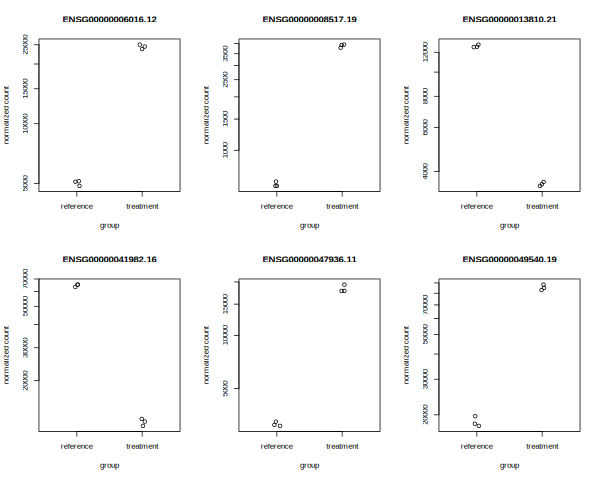 ENSG00000006016.12
normalized count
25000
15000
10000
5000
reference treatment
group
ENSG00000008517.19
normalized count
3500
2500
1500
1000
reference treatment
group
ENSG00000013810.21
normalized count
12000
8000
6000
4000
reference treatment
group
ENSG00000041982.16
normalized count
70000
50000
30000
20000
reference treatment
group
ENSG00000047936.11
normalized count
15000
10000
5000
reference treatment
group
ENSG00000049540.19
normalized count
70000
50000
30000
20000
reference treatment
group